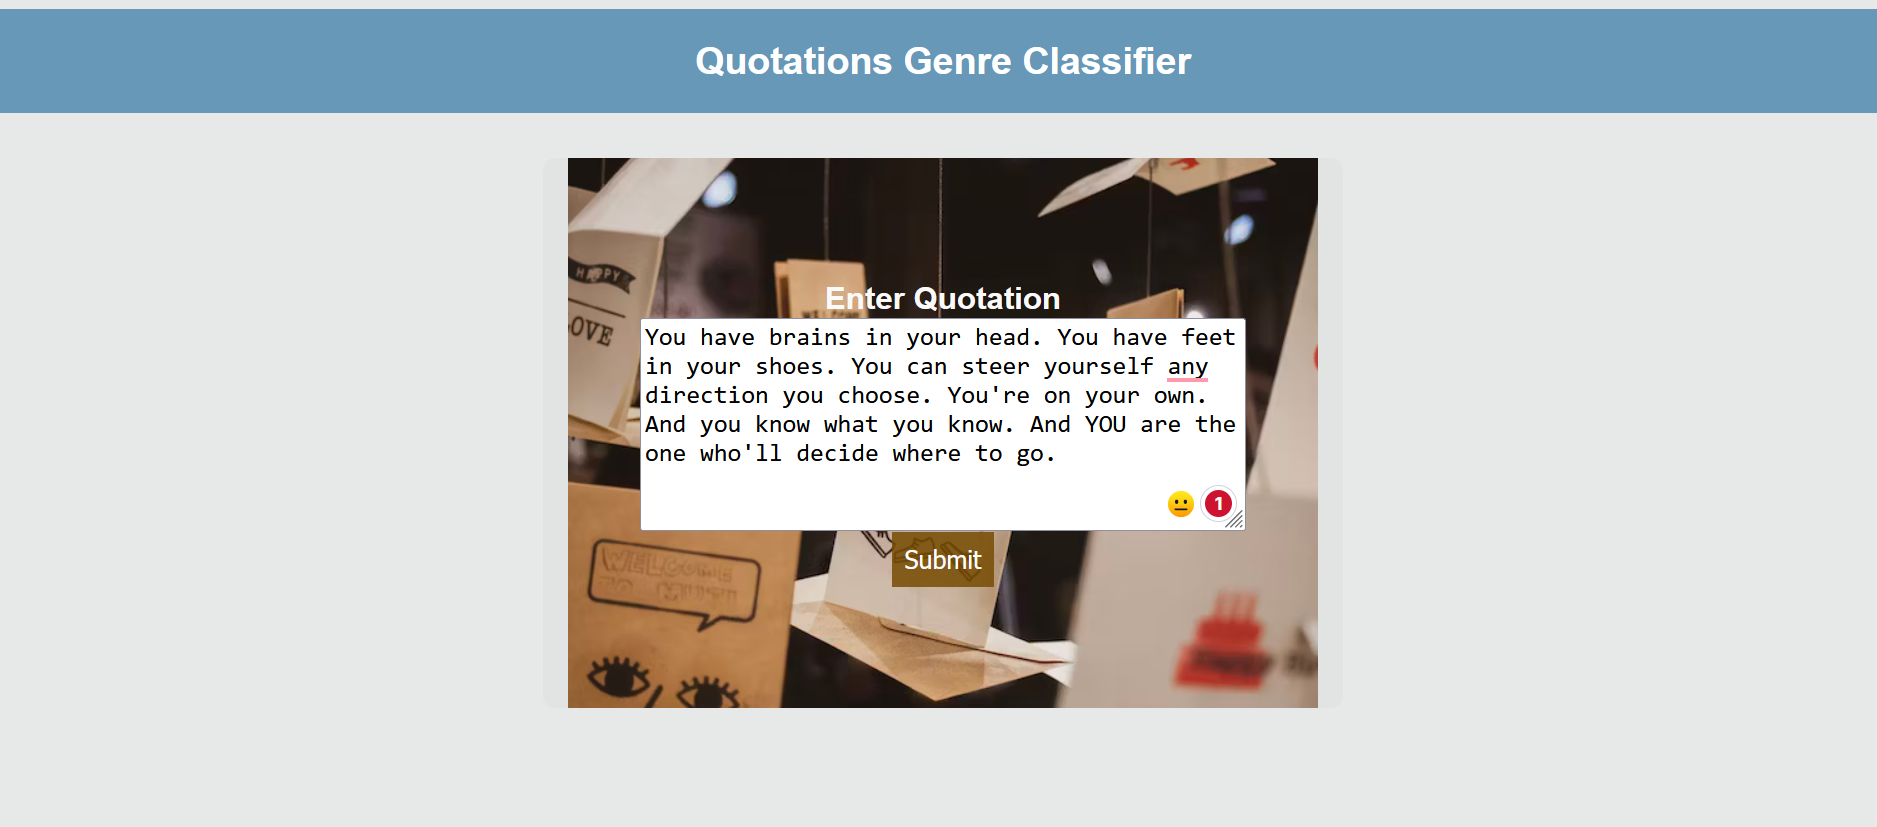 Quotations Genre Classifier
HAPPY
LOVE
Enter Quotation
You have brains in your head. You have feet
in your shoes. You can steer yourself any
direction you choose. You're on your own.
And you know what you know. And YOU are the
one who'll decide where to go.
1
Submit
WELCOME
TO